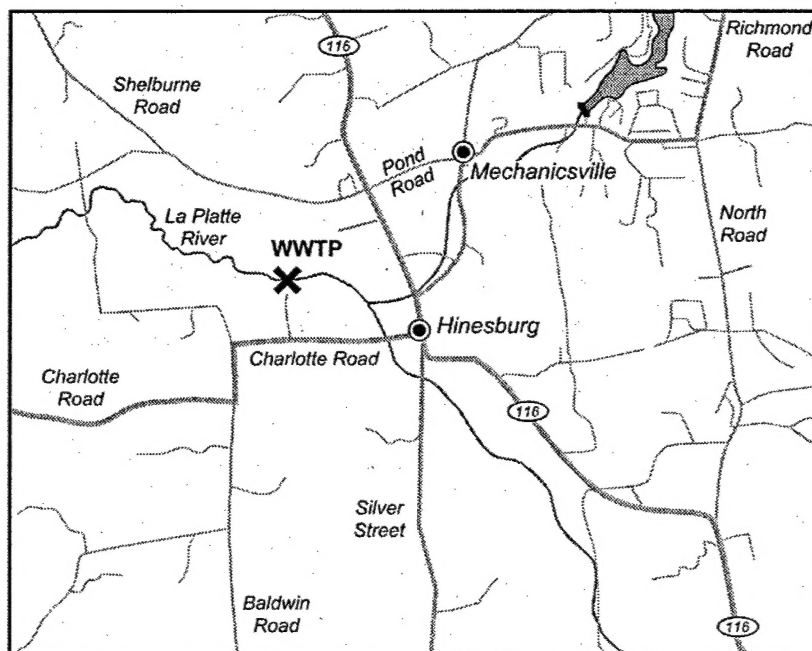 116
Richmond
Road
Shelburne
Road
Pond
Road
Mechanicsville
La Platte
River
WWTP
North
Road
Hinesburg
Charlotte Road
Charlotte
Road
116
Silver
Street
Baldwin
Road
116